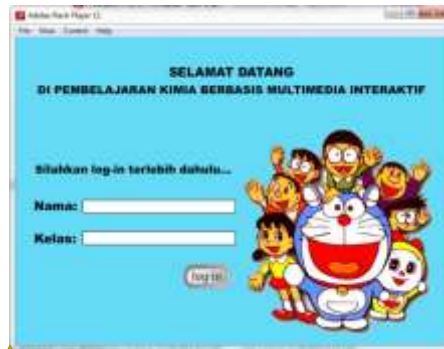 Adobe Flash Player 11
File View Control Help
SELAMAT DATANG
DI PEMBELAJARAN KIMIA BERBASIS MULTIMEDIA INTERAKTIF
Silahkan log-in terlebih dahulu...
Nama:
Kelas:
log in